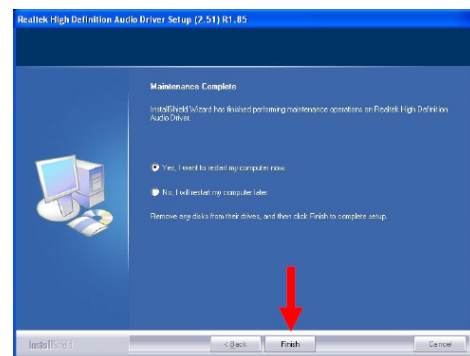 Realtek High Definition Audio Driver Setup (2.51) R1.85
Maintenance Complete
InstallShield Wizard has finished performing maintenance operations on Realtek High Definition
Audio Driver.
Yes, I want to restart my computer now.
No, I will restart my computer later.
Remove any disks from their drives, and then click Finish to complete setup.
InstallShield
< Back
Finish
Cancel